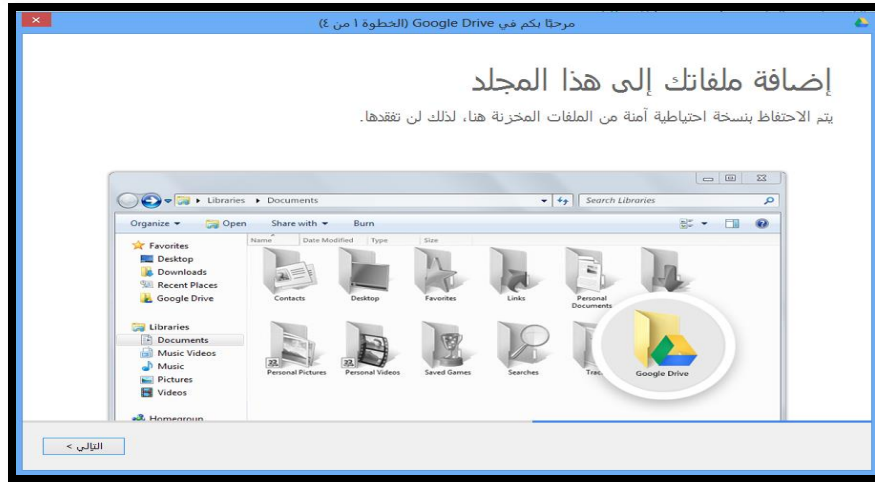 مرحبًا بكم في Google Drive (الخطوة ١ من ٤)
إضافة ملفاتك إلى هذا المجلد
يتم الاحتفاظ بنسخة احتياطية آمنة من الملفات المخزنة هنا، لذلك لن تفقدها.
Libraries Documents
Search Libraries
Organize Open Share with Burn
Name Date Modified Type Size
Favorites
Desktop
Downloads
Recent Places
Google Drive
Libraries
Documents
Music Videos
Music
Pictures
Videos
Homegroup
Contacts Desktop Favorites Links Personal Documents
Personal Pictures Personal Videos Saved Games Searches Google Drive
التالي >